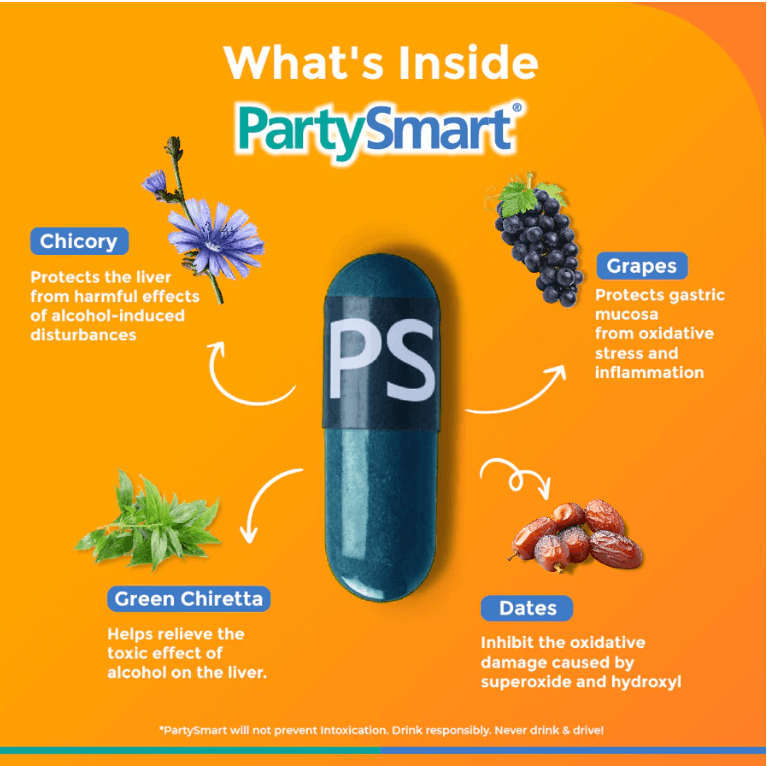 What's Inside
PartySmart®
Chicory
Protects the liver
from harmful effects
of alcohol-induced
disturbances
Grapes
Protects gastric
mucosa
from oxidative
stress and
inflammation
PS
Green Chiretta
Helps relieve the
toxic effect of
alcohol on the liver.
Dates
Inhibit the oxidative
damage caused by
superoxide and hydroxyl
*PartySmart will not prevent Intoxication. Drink responsibly. Never drink & drive!